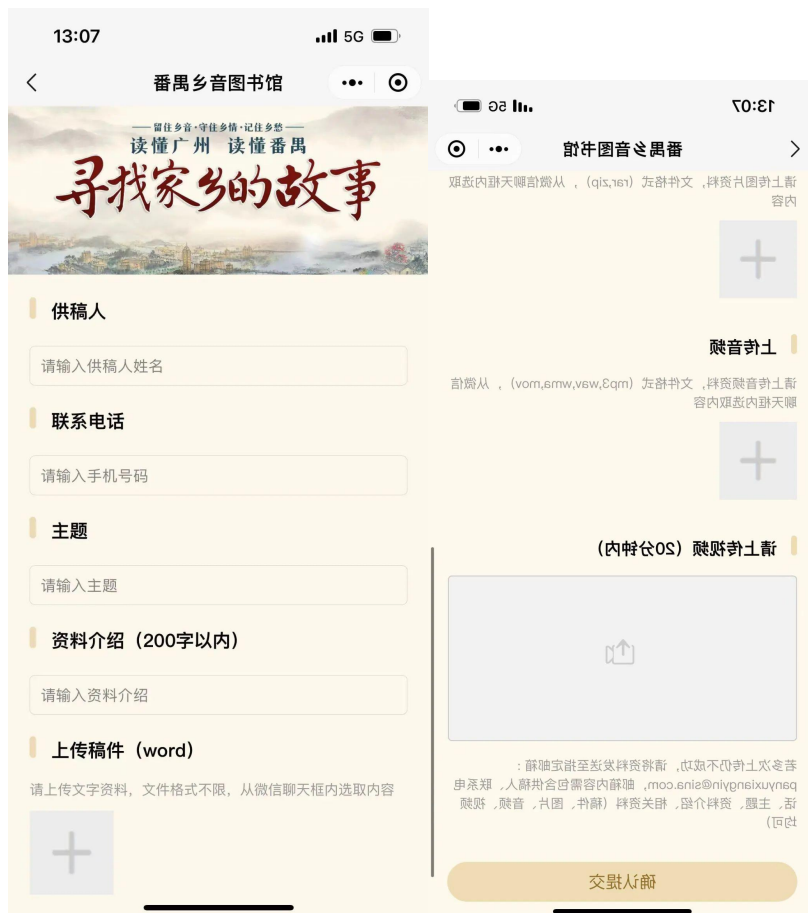 13:07
5G
番禺乡音图书馆
留住乡音·守住乡情·记住乡愁
读懂广州 读懂番禺
寻找家乡的故事
供稿人
请输入供稿人姓名
联系电话
请输入手机号码
主题
请输入主题
资料介绍（200字以内）
请输入资料介绍
上传稿件（word）
请上传文字资料，文件格式不限，从微信聊天框内选取内容
13:07
5G
番禺乡音图书馆
请上传图片资料，文件格式（rar,zip），从微信聊天框内选取
内容
上传音频
请上传音频资料，文件格式（mp3,wav,wma,mov），从微信
聊天框内选取内容
请上传视频（20分钟内）
若多次上传仍不成功，请将资料发送至指定邮箱：
panyuxiangyin@sina.com，邮箱内容需包含供稿人、联系电
话、主题、资料介绍、相关资料（稿件、图片、音频、视频
均可）
确认提交